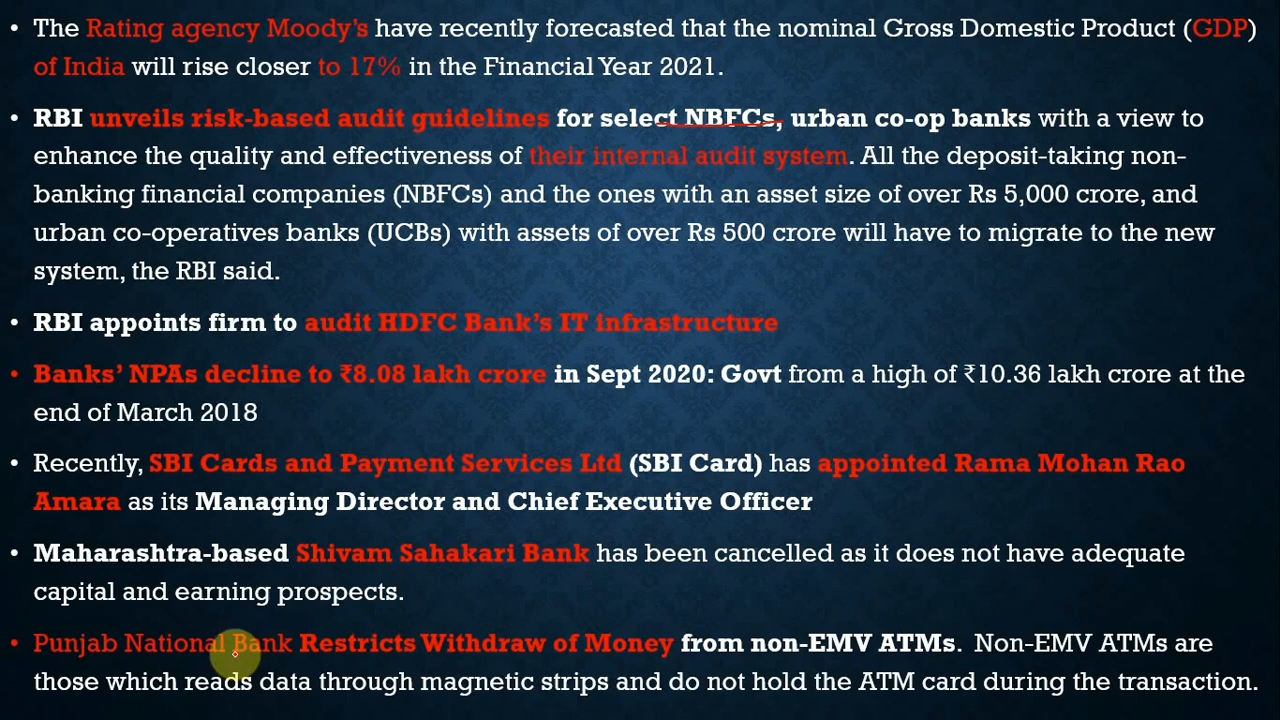 • The Rating agency Moody's have recently forecasted that the nominal Gross Domestic Product (GDP)
of India will rise closer to 17% in the Financial Year 2021.
• RBI unveils risk-based audit guidelines for select NBFCs, urban co-op banks with a view to
enhance the quality and effectiveness of their internal audit system. All the deposit-taking non-
banking financial companies (NBFCs) and the ones with an asset size of over Rs 5,000 crore, and
urban co-operatives banks (UCBs) with assets of over Rs 500 crore will have to migrate to the new
system, the RBI said.
• RBI appoints firm to audit HDFC Bank's IT infrastructure
• Banks' NPAs decline to ₹8.08 lakh crore in Sept 2020: Govt from a high of ₹10.36 lakh crore at the
end of March 2018
• Recently, SBI Cards and Payment Services Ltd (SBI Card) has appointed Rama Mohan Rao
Amara as its Managing Director and Chief Executive Officer
• Maharashtra-based Shivam Sahakari Bank has been cancelled as it does not have adequate
capital and earning prospects.
• Punjab National Bank Restricts Withdraw of Money from non-EMV ATMs. Non-EMV ATMs are
those which reads data through magnetic strips and do not hold the ATM card during the transaction.